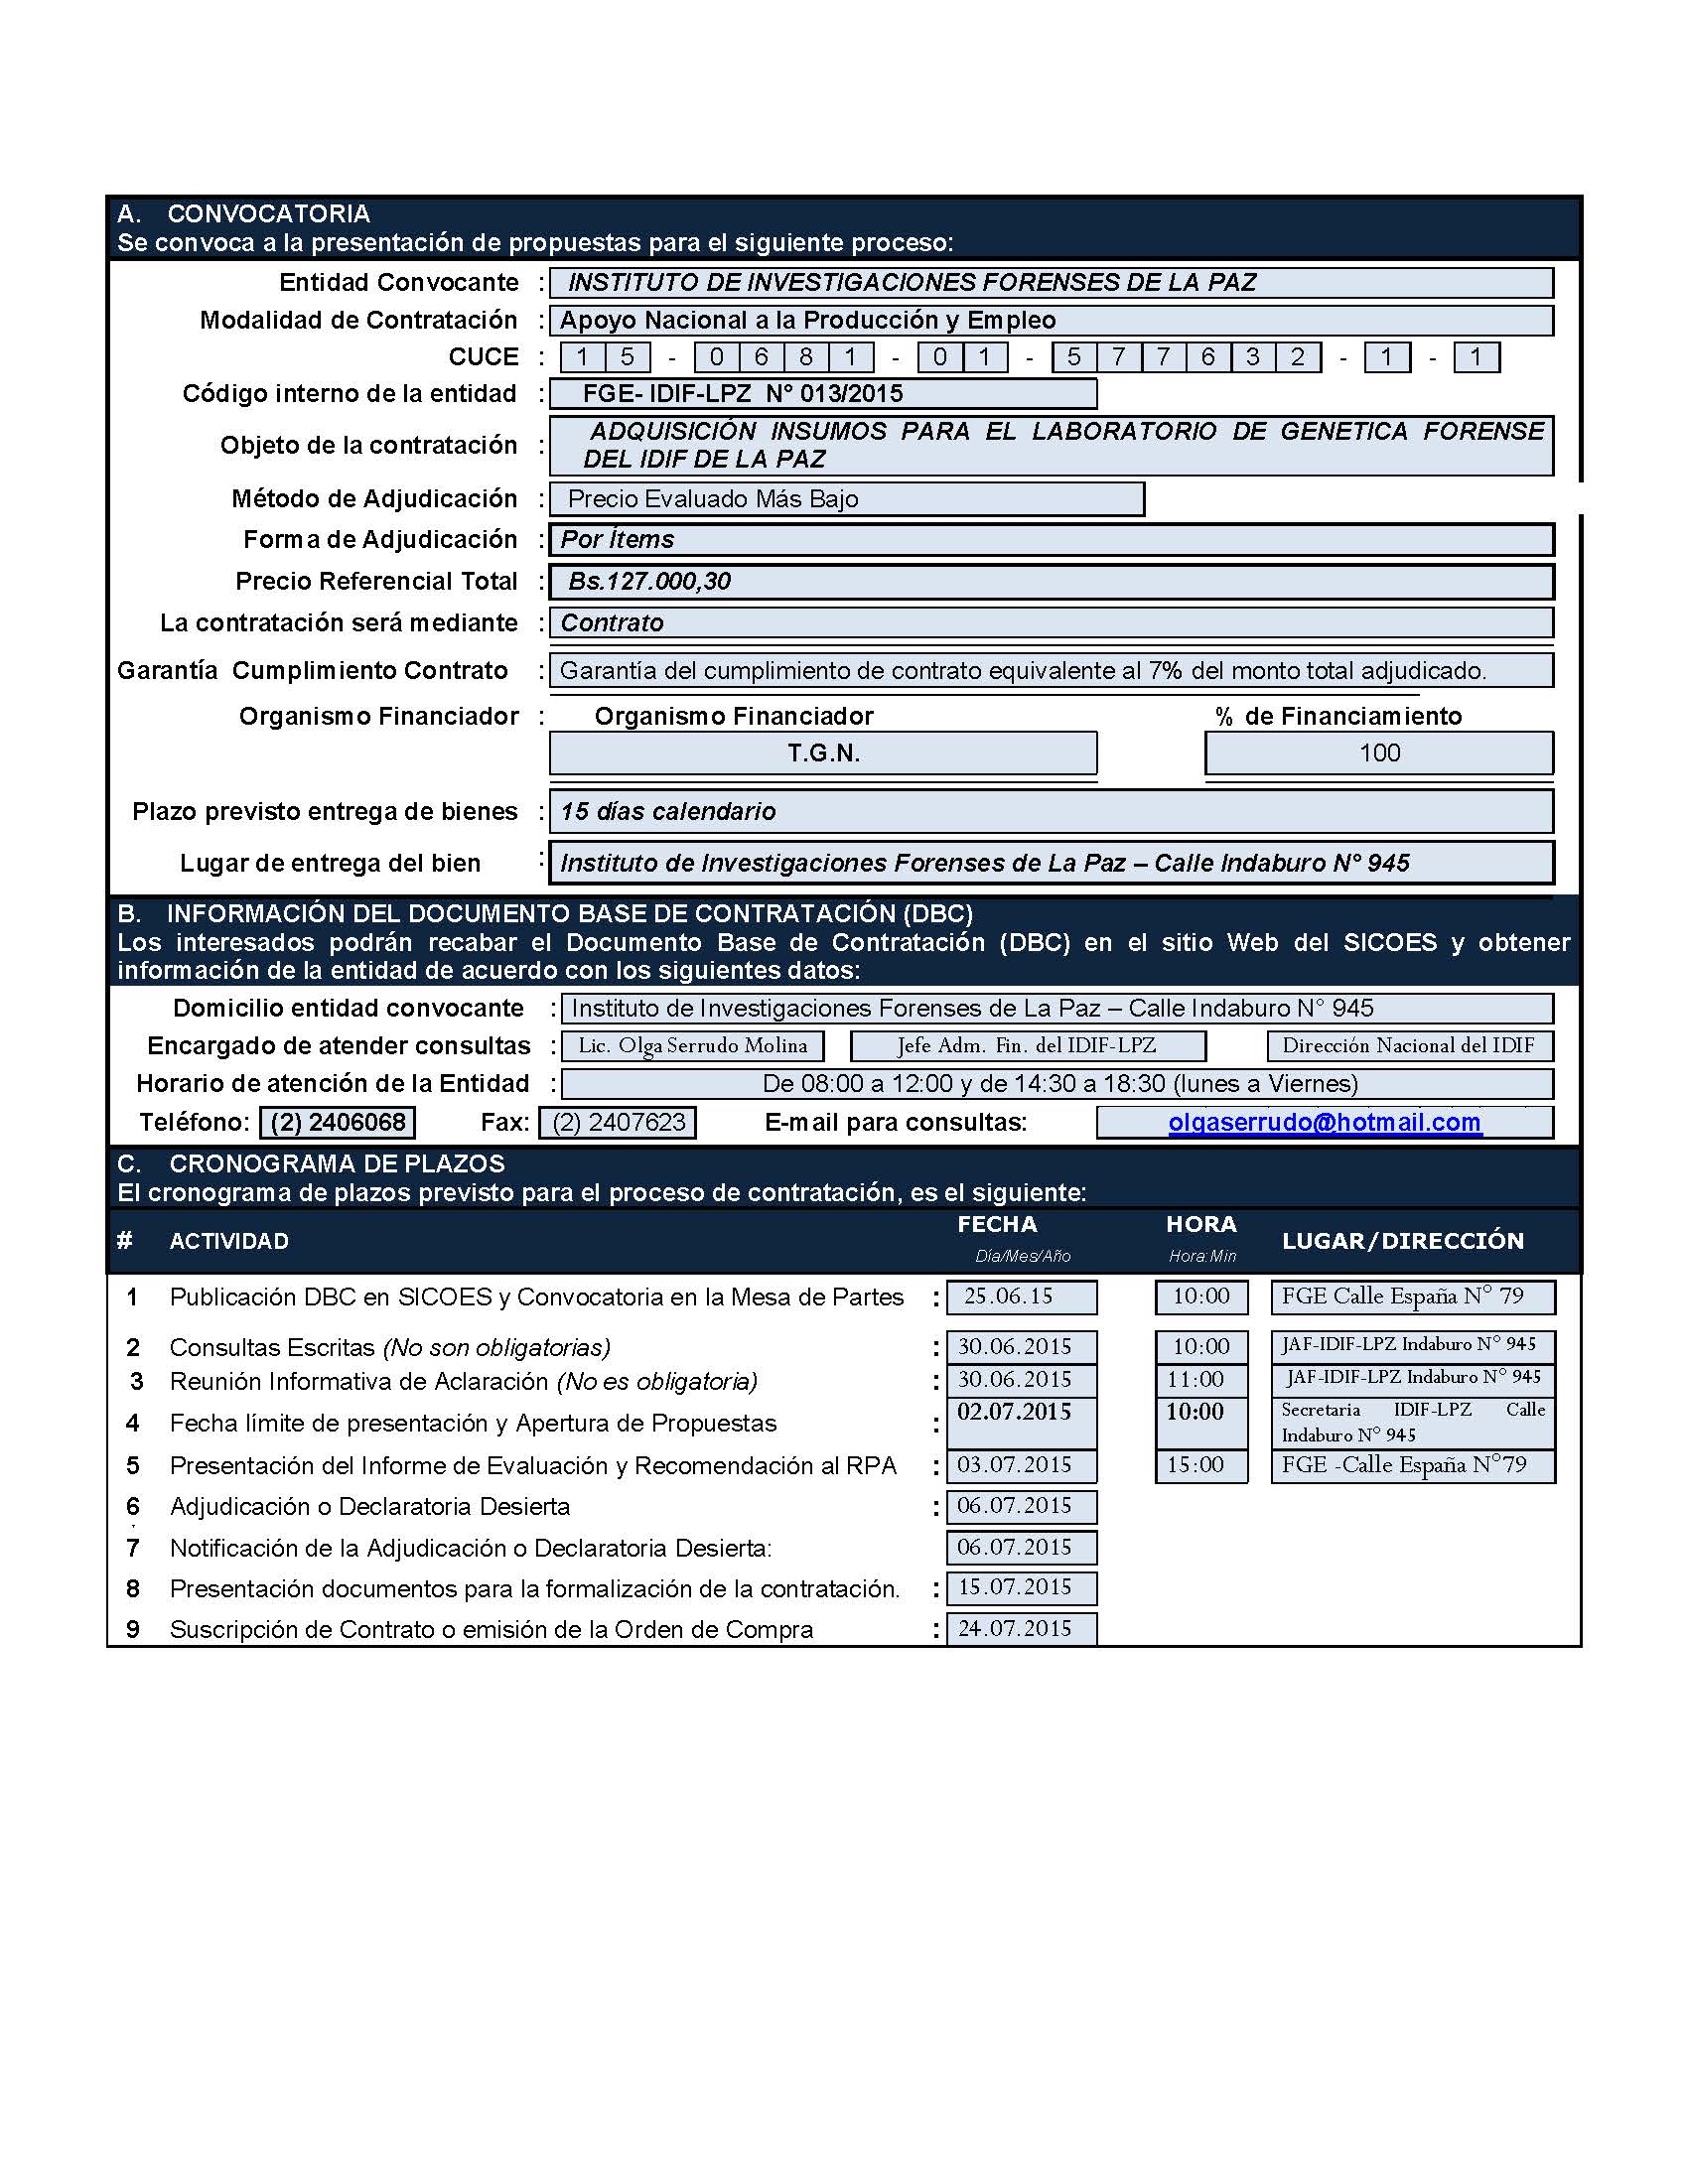 A. CONVOCATORIA
Se convoca a la presentación de propuestas para el siguiente proceso:
Entidad Convocante : INSTITUTO DE INVESTIGACIONES FORENSES DE LA PAZ
Modalidad de Contratación : Apoyo Nacional a la Producción y Empleo
CUCE : 1 5 - 0 6 8 1 - 0 1 - 5 7 7 6 3 2 - 1 - 1
Código interno de la entidad : FGE- IDIF-LPZ N° 013/2015
Objeto de la contratación : ADQUISICIÓN INSUMOS PARA EL LABORATORIO DE GENETICA FORENSE
DEL IDIF DE LA PAZ
Método de Adjudicación : Precio Evaluado Más Bajo
Forma de Adjudicación : Por Ítems
Precio Referencial Total : Bs.127.000,30
La contratación será mediante : Contrato
Garantía Cumplimiento Contrato : Garantía del cumplimiento de contrato equivalente al 7% del monto total adjudicado.
Organismo Financiador : Organismo Financiador % de Financiamiento
T.G.N. 100
Plazo previsto entrega de bienes : 15 días calendario
Lugar de entrega del bien : Instituto de Investigaciones Forenses de La Paz – Calle Indaburo N° 945
B. INFORMACIÓN DEL DOCUMENTO BASE DE CONTRATACIÓN (DBC)
Los interesados podrán recabar el Documento Base de Contratación (DBC) en el sitio Web del SICOES y obtener
información de la entidad de acuerdo con los siguientes datos:
Domicilio entidad convocante : Instituto de Investigaciones Forenses de La Paz – Calle Indaburo N° 945
Encargado de atender consultas : Lic. Olga Serrudo Molina Jefe Adm. Fin. del IDIF-LPZ Dirección Nacional del IDIF
Horario de atención de la Entidad : De 08:00 a 12:00 y de 14:30 a 18:30 (lunes a Viernes)
Teléfono: (2) 2406068 Fax: (2) 2407623 E-mail para consultas: olgaserrudo@hotmail.com
C. CRONOGRAMA DE PLAZOS
El cronograma de plazos previsto para el proceso de contratación, es el siguiente:
# ACTIVIDAD FECHA HORA LUGAR/DIRECCIÓN
Día/Mes/Año Hora:Min
1 Publicación DBC en SICOES y Convocatoria en la Mesa de Partes : 25.06.15 10:00 FGE Calle España N° 79
2 Consultas Escritas (No son obligatorias) : 30.06.2015 10:00 JAF-IDIF-LPZ Indaburo N° 945
3 Reunión Informativa de Aclaración (No es obligatoria) : 30.06.2015 11:00 JAF-IDIF-LPZ Indaburo N° 945
4 Fecha límite de presentación y Apertura de Propuestas : 02.07.2015 10:00 Secretaria IDIF-LPZ Calle
Indaburo N° 945
5 Presentación del Informe de Evaluación y Recomendación al RPA : 03.07.2015 15:00 FGE -Calle España N°79
6 Adjudicación o Declaratoria Desierta : 06.07.2015
7 Notificación de la Adjudicación o Declaratoria Desierta: 06.07.2015
8 Presentación documentos para la formalización de la contratación. : 15.07.2015
9 Suscripción de Contrato o emisión de la Orden de Compra : 24.07.2015